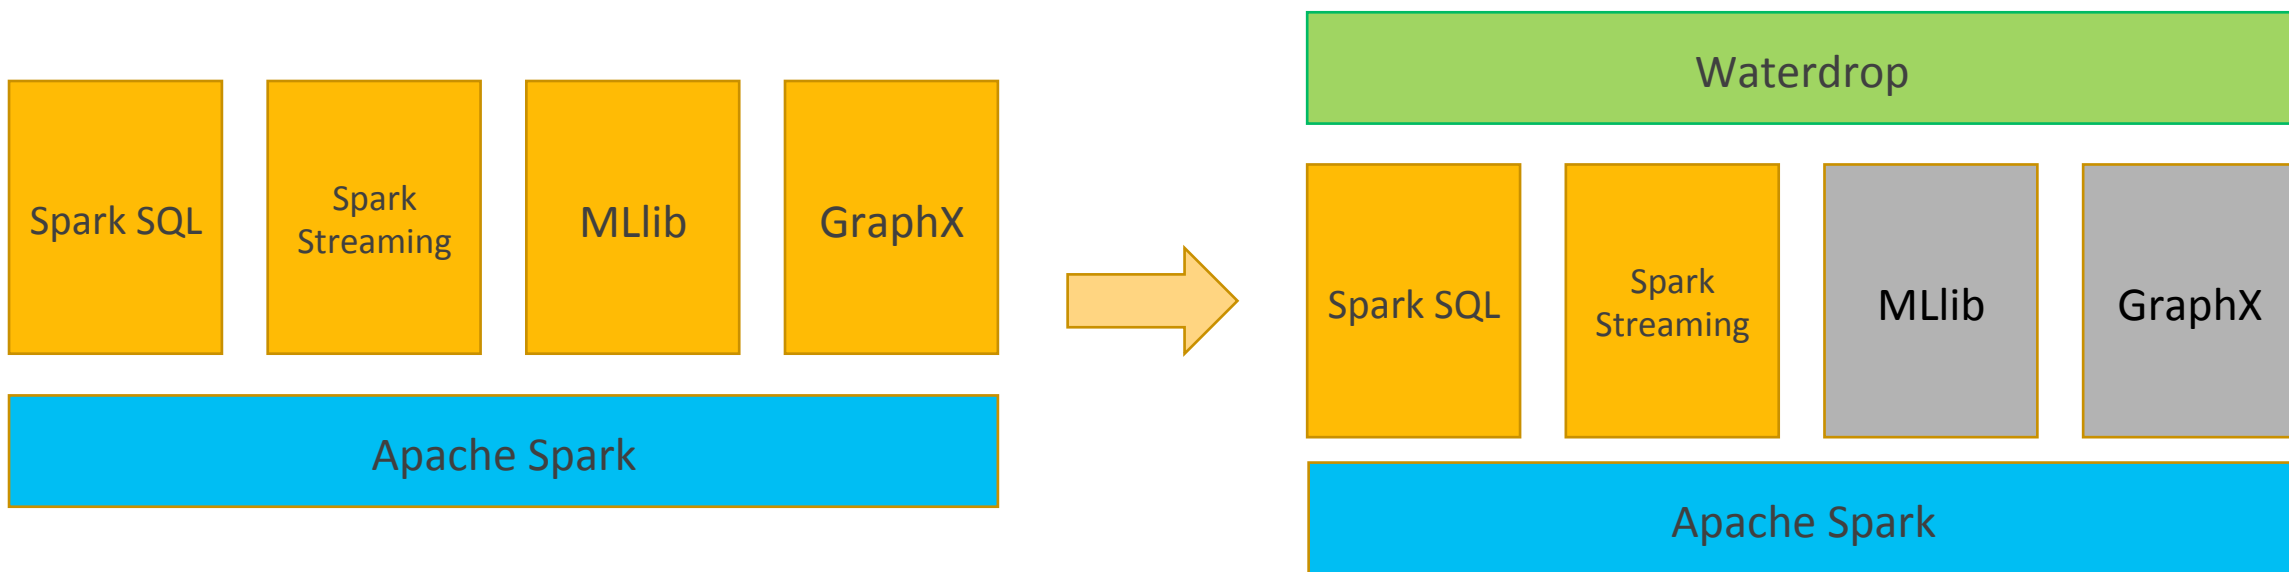 Spark SQL
Spark
Streaming
MLlib
GraphX
Apache Spark
Waterdrop
Spark SQL
Spark
Streaming
MLlib
GraphX
Apache Spark